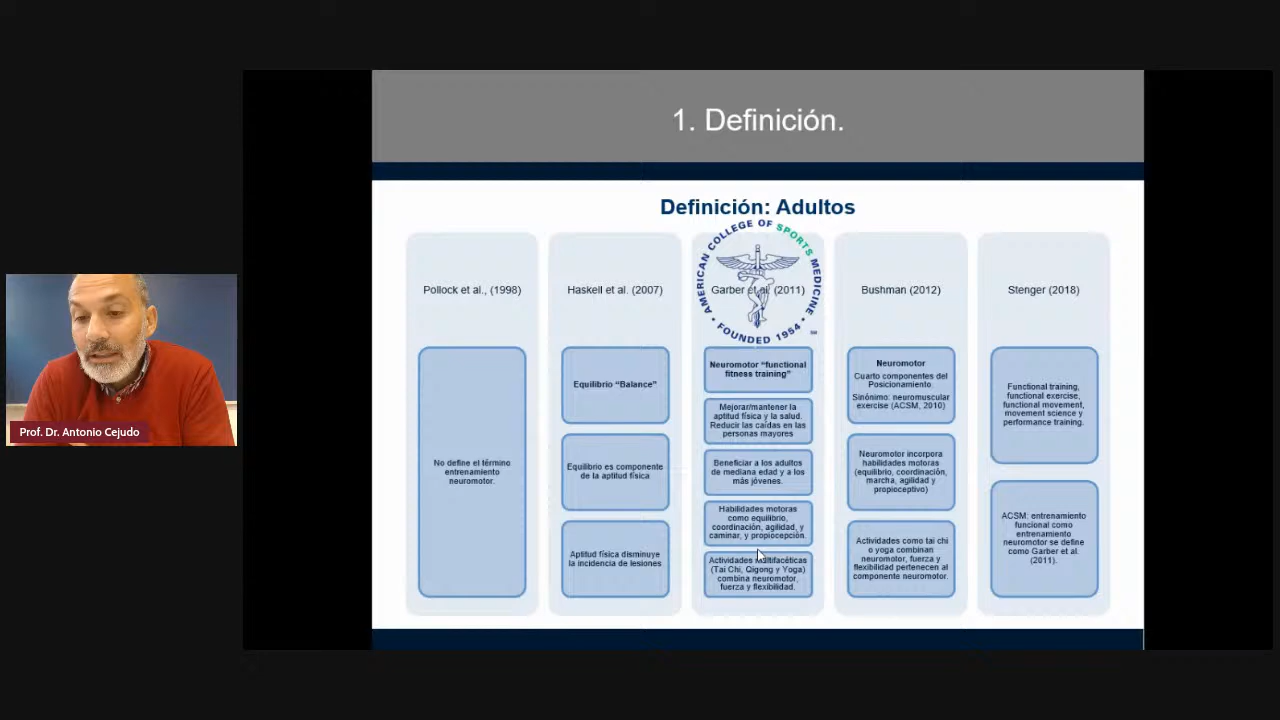 1. Definición.
Definición: Adultos
Pollock et al., (1998)
No define el término
entrenamiento
neuromotor.
Haskell et al. (2007)
Equilibrio “Balance”
Equilibrio es componente
de la aptitud física
Aptitud física disminuye
la incidencia de lesiones
AMERICAN COLLEGE OF SPORTS MEDICINE
• FOUNDED 1954 •
SM
Garber et al. (2011)
Neuromotor “functional
fitness training”
Mejorar/mantener la
aptitud física y la salud.
Reducir las caídas en las
personas mayores
Beneficiar a los adultos
de mediana edad y a los
más jóvenes.
Habilidades motoras
como equilibrio,
coordinación, agilidad, y
caminar, y propiocepción.
Actividades multifacéticas
(Tai Chi, Qigong y Yoga)
combina neuromotor,
fuerza y flexibilidad.
Bushman (2012)
Neuromotor
Cuarto componentes del
Posicionamiento
Sinónimo: neuromuscular
exercise (ACSM, 2010)
Neuromotor incorpora
habilidades motoras
(equilibrio, coordinación,
marcha, agilidad y
propioceptivo)
Actividades como tai chi
o yoga combinan
neuromotor, fuerza y
flexibilidad pertenecen al
componente neuromotor.
Stenger (2018)
Functional training,
functional exercise,
functional movement,
movement science y
performance training.
ACSM: entrenamiento
funcional como
entrenamiento
neuromotor se define
como Garber et al.
(2011).
Prof. Dr. Antonio Cejudo